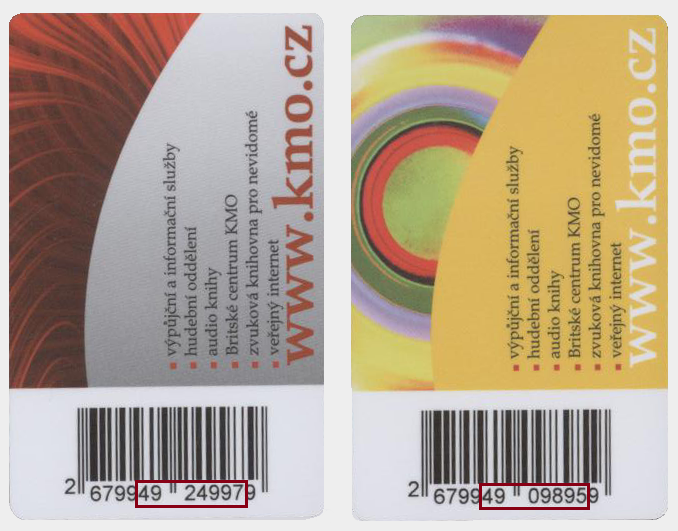 www.kmo.cz
výpůjční a informační služby
hudební oddělení
audio knihy
Britské centrum KMO
zvuková knihovna pro nevidomé
veřejný internet
2 679949 249979
www.kmo.cz
výpůjční a informační služby
hudební oddělení
audio knihy
Britské centrum KMO
zvuková knihovna pro nevidomé
veřejný internet
2 679949 098959